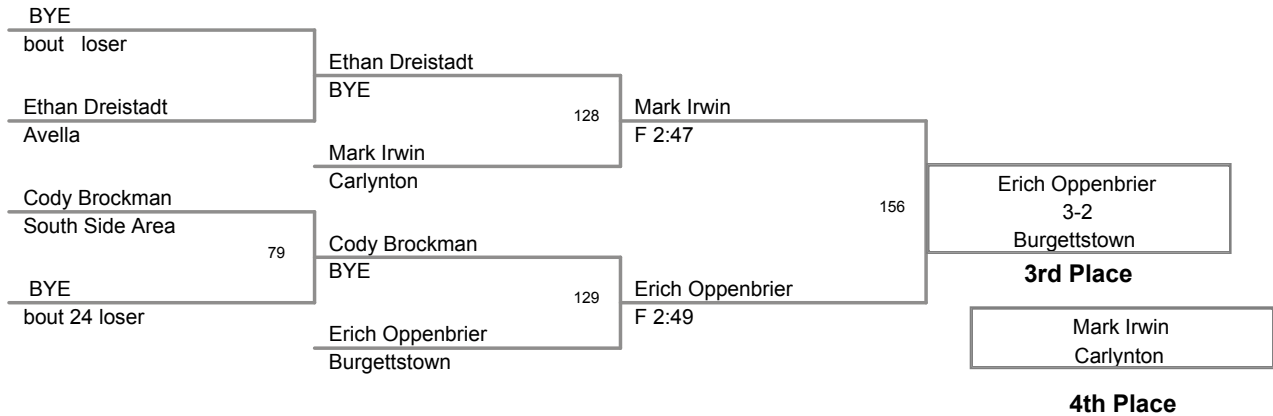 BYE
bout loser
Ethan Dreistadt
BYE
Ethan Dreistadt
Avella
128
Mark Irwin
F 2:47
Mark Irwin
Carlynton
Cody Brockman
South Side Area
79
Cody Brockman
BYE
BYE
bout 24 loser
129
Erich Oppenbrier
F 2:49
Erich Oppenbrier
Burgettstown
156
Erich Oppenbrier
3-2
Burgettstown
3rd Place
Mark Irwin
Carlynton
4th Place